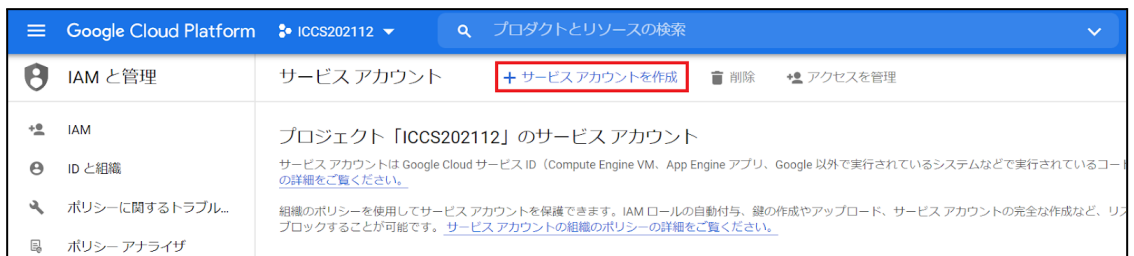 Google Cloud Platform ICCS202112 プロダクトとリソースの検索
IAM と管理 サービス アカウント + サービス アカウントを作成 削除 アクセスを管理
IAM
ID と組織
ポリシーに関するトラブル...
ポリシー アナライザ
プロジェクト「ICCS202112」のサービス アカウント
サービス アカウントは Google Cloud サービス ID（Compute Engine VM、App Engine アプリ、Google 以外で実行されているシステムなどで実行されているコード
の詳細をご覧ください。
組織のポリシーを使用してサービス アカウントを保護できます。IAM ロールの自動付与、鍵の作成やアップロード、サービス アカウントの完全な作成など、リス
ブロックすることが可能です。サービス アカウントの組織のポリシーの詳細をご覧ください。